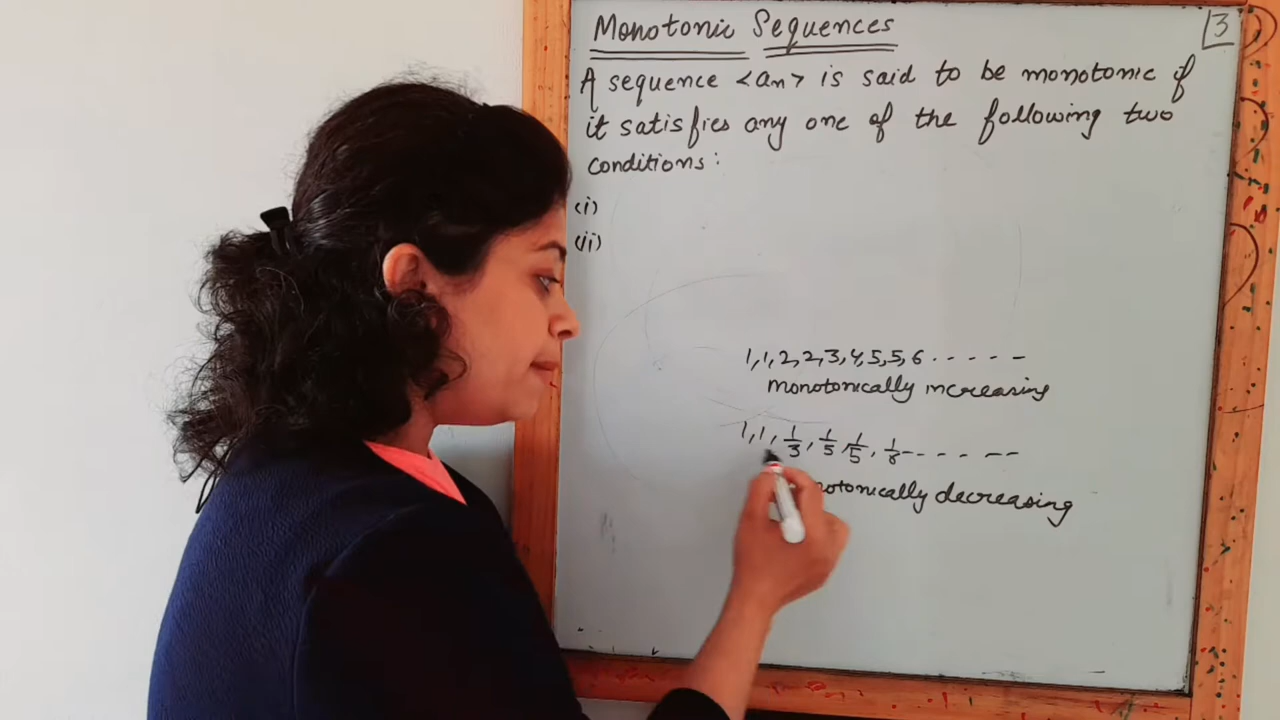 Monotonic Sequences
3
A sequence <an> is said to be monotonic if
it satisfies any one of the following two
conditions:
(i)
(ii)
1,1,2,2,3,4,5,5,6 . - - - - -
monotonically increasing
1,1, 1/3, 1/5, 1/5, 1/8 - - - - - -
decreasing